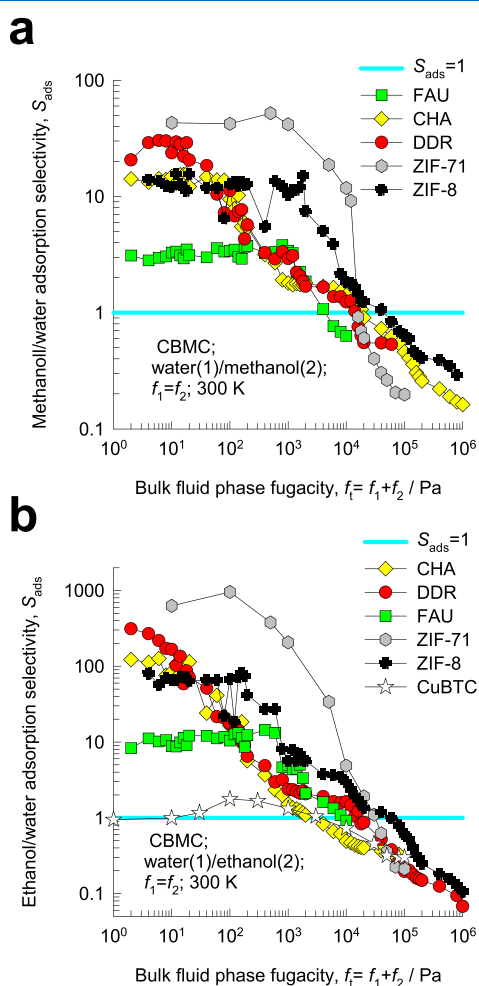 a
Methanoll/water adsorption selectivity, Sads
100
10
1
0.1
Sads=1
FAU
CHA
DDR
ZIF-71
ZIF-8
CBMC;
water(1)/methanol(2);
f1=f2; 300 K
10⁰ 10¹ 10² 10³ 10⁴ 10⁵ 10⁶
Bulk fluid phase fugacity, ft= f1+f2 / Pa
b
Ethanol/water adsorption selectivity, Sads
1000
100
10
1
0.1
Sads=1
CHA
DDR
FAU
ZIF-71
ZIF-8
CuBTC
CBMC;
water(1)/ethanol(2);
f1=f2; 300 K
10⁰ 10¹ 10² 10³ 10⁴ 10⁵ 10⁶
Bulk fluid phase fugacity, ft= f1+f2 / Pa